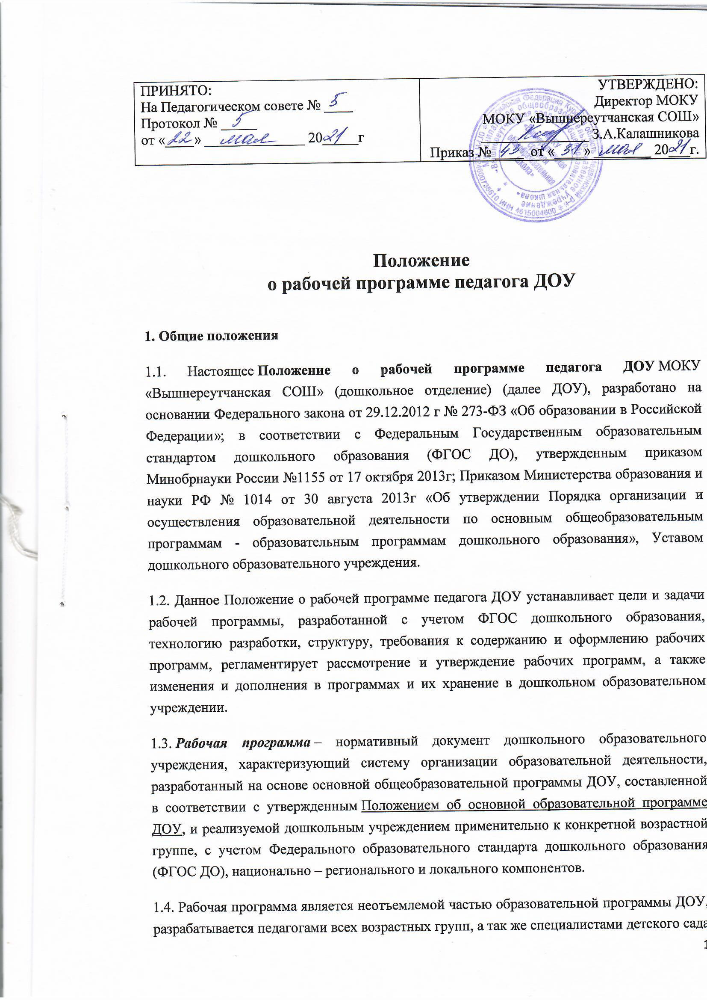 ПРИНЯТО:
На Педагогическом совете № 5
Протокол № 5
от «22» мая 2021 г
УТВЕРЖДЕНО:
Директор МОКУ
МОКУ «Вышнереутчанская СОШ»
З.А.Калашникова
Приказ № 43 от «31» мая 2021 г.
ИНН 4615004600
Положение
о рабочей программе педагога ДОУ
1. Общие положения
1.1. Настоящее Положение о рабочей программе педагога ДОУ МОКУ
«Вышнереутчанская СОШ» (дошкольное отделение) (далее ДОУ), разработано на
основании Федерального закона от 29.12.2012 г № 273-ФЗ «Об образовании в Российской
Федерации»; в соответствии с Федеральным Государственным образовательным
стандартом дошкольного образования (ФГОС ДО), утвержденным приказом
Минобрнауки России №1155 от 17 октября 2013г; Приказом Министерства образования и
науки РФ № 1014 от 30 августа 2013г «Об утверждении Порядка организации и
осуществления образовательной деятельности по основным общеобразовательным
программам - образовательным программам дошкольного образования», Уставом
дошкольного образовательного учреждения.
1.2. Данное Положение о рабочей программе педагога ДОУ устанавливает цели и задачи
рабочей программы, разработанной с учетом ФГОС дошкольного образования,
технологию разработки, структуру, требования к содержанию и оформлению рабочих
программ, регламентирует рассмотрение и утверждение рабочих программ, а также
изменения и дополнения в программах и их хранение в дошкольном образовательном
учреждении.
1.3. Рабочая программа – нормативный документ дошкольного образовательного
учреждения, характеризующий систему организации образовательной деятельности,
разработанный на основе основной общеобразовательной программы ДОУ, составленной
в соответствии с утвержденным Положением об основной образовательной программе
ДОУ, и реализуемой дошкольным учреждением применительно к конкретной возрастной
группе, с учетом Федерального образовательного стандарта дошкольного образования
(ФГОС ДО), национально – регионального и локального компонентов.
1.4. Рабочая программа является неотъемлемой частью образовательной программы ДОУ,
разрабатывается педагогами всех возрастных групп, а так же специалистами детского сада
1